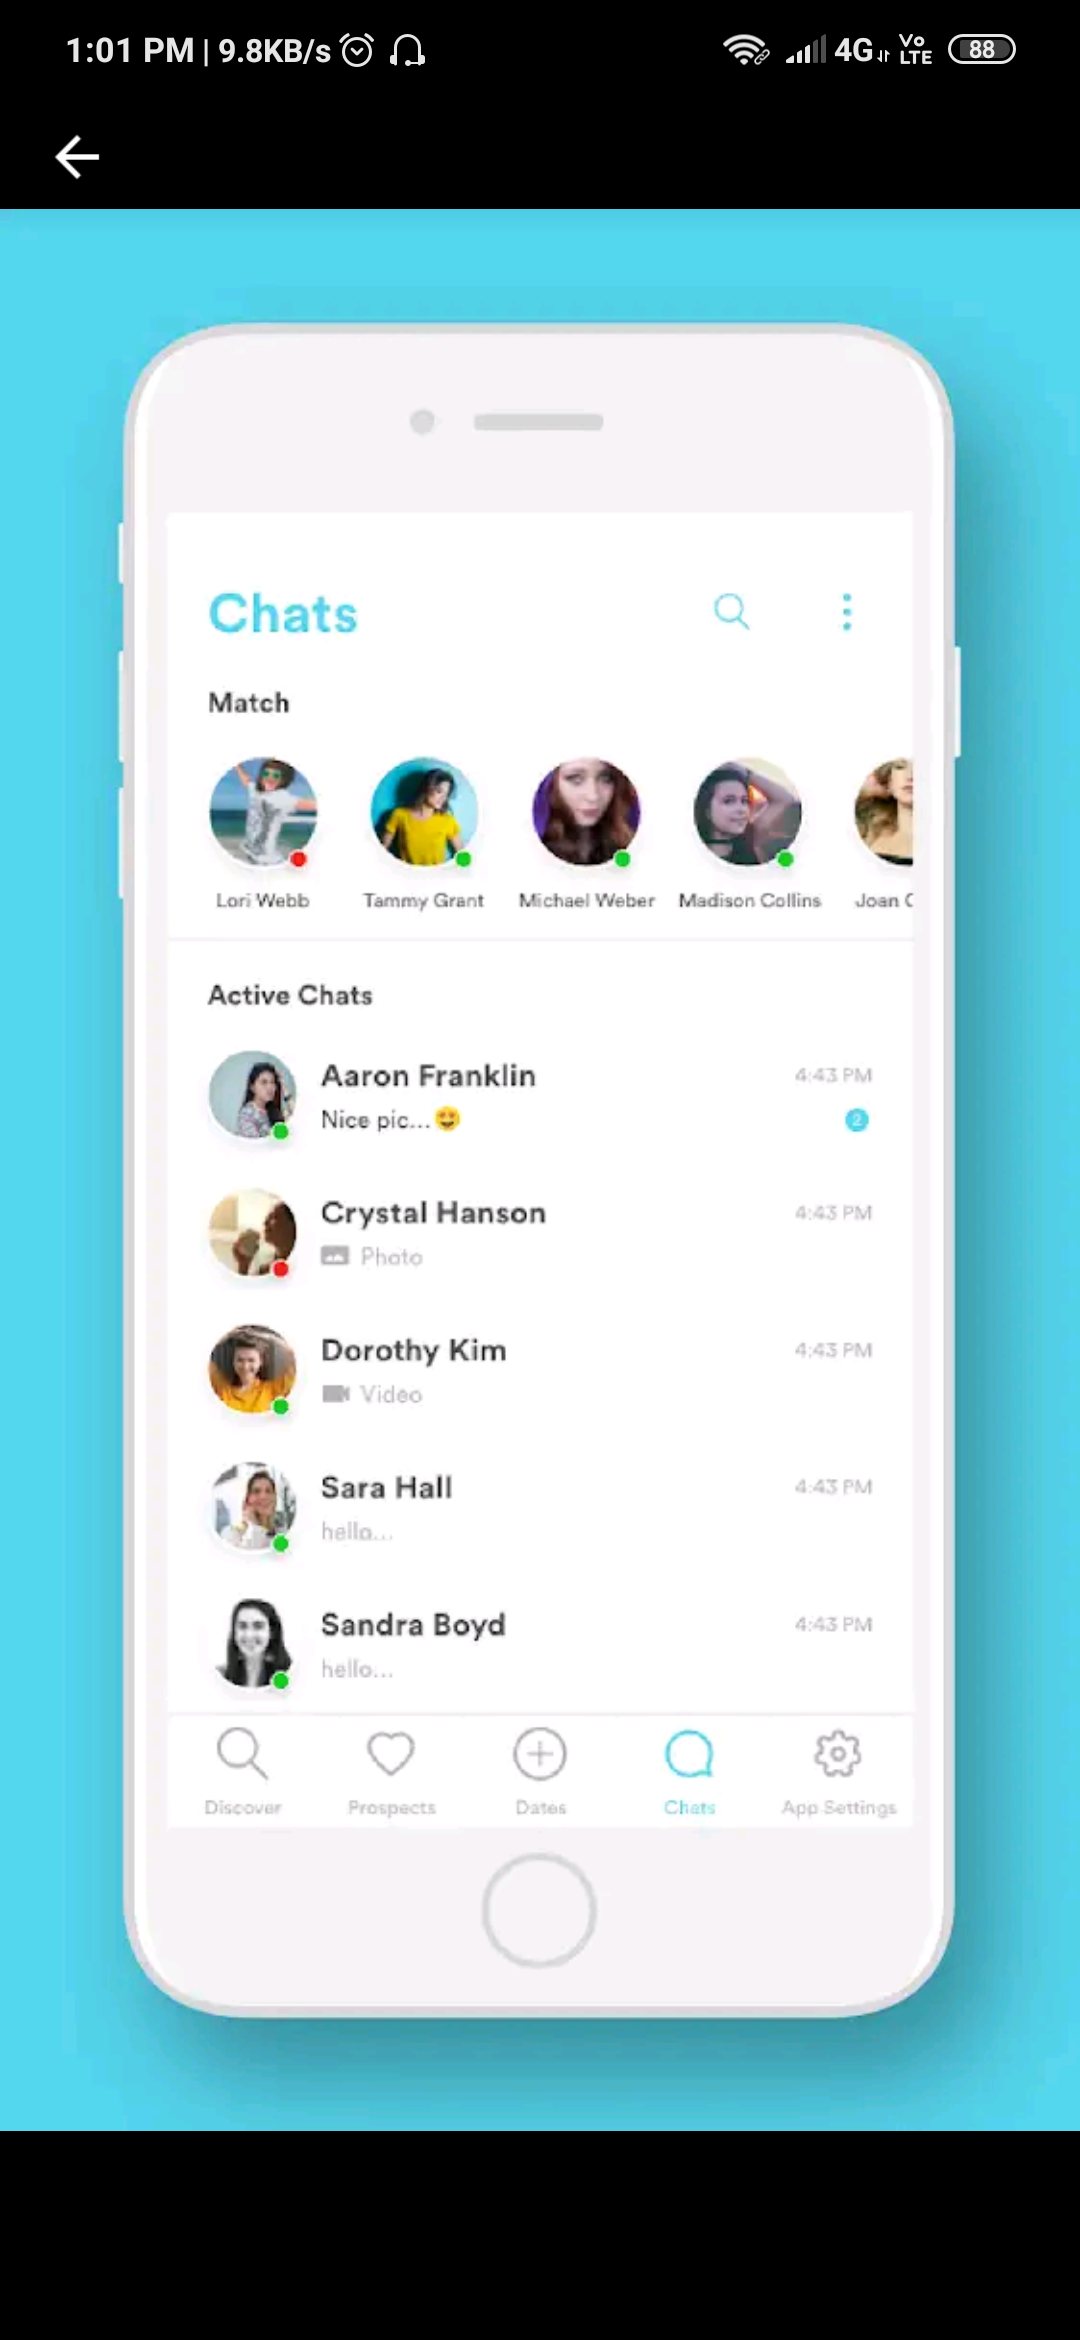 1:01 PM | 9.8KB/s 4G Vo LTE 88
Chats
Match
Lori Webb Tammy Grant Michael Weber Madison Collins Joan C
Active Chats
Aaron Franklin 4:43 PM
Nice pic...😍 2
Crystal Hanson 4:43 PM
Photo
Dorothy Kim 4:43 PM
Video
Sara Hall 4:43 PM
hello...
Sandra Boyd 4:43 PM
hello...
Discover Prospects Dates Chats App Settings